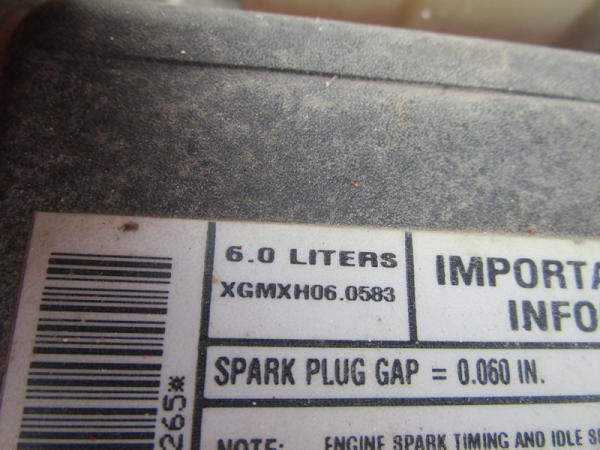 6.0 LITERS
XGMXH06.0583
IMPORTA
INFO
SPARK PLUG GAP = 0.060 IN.
NOTE: ENGINE SPARK TIMING AND IDLE S
265*